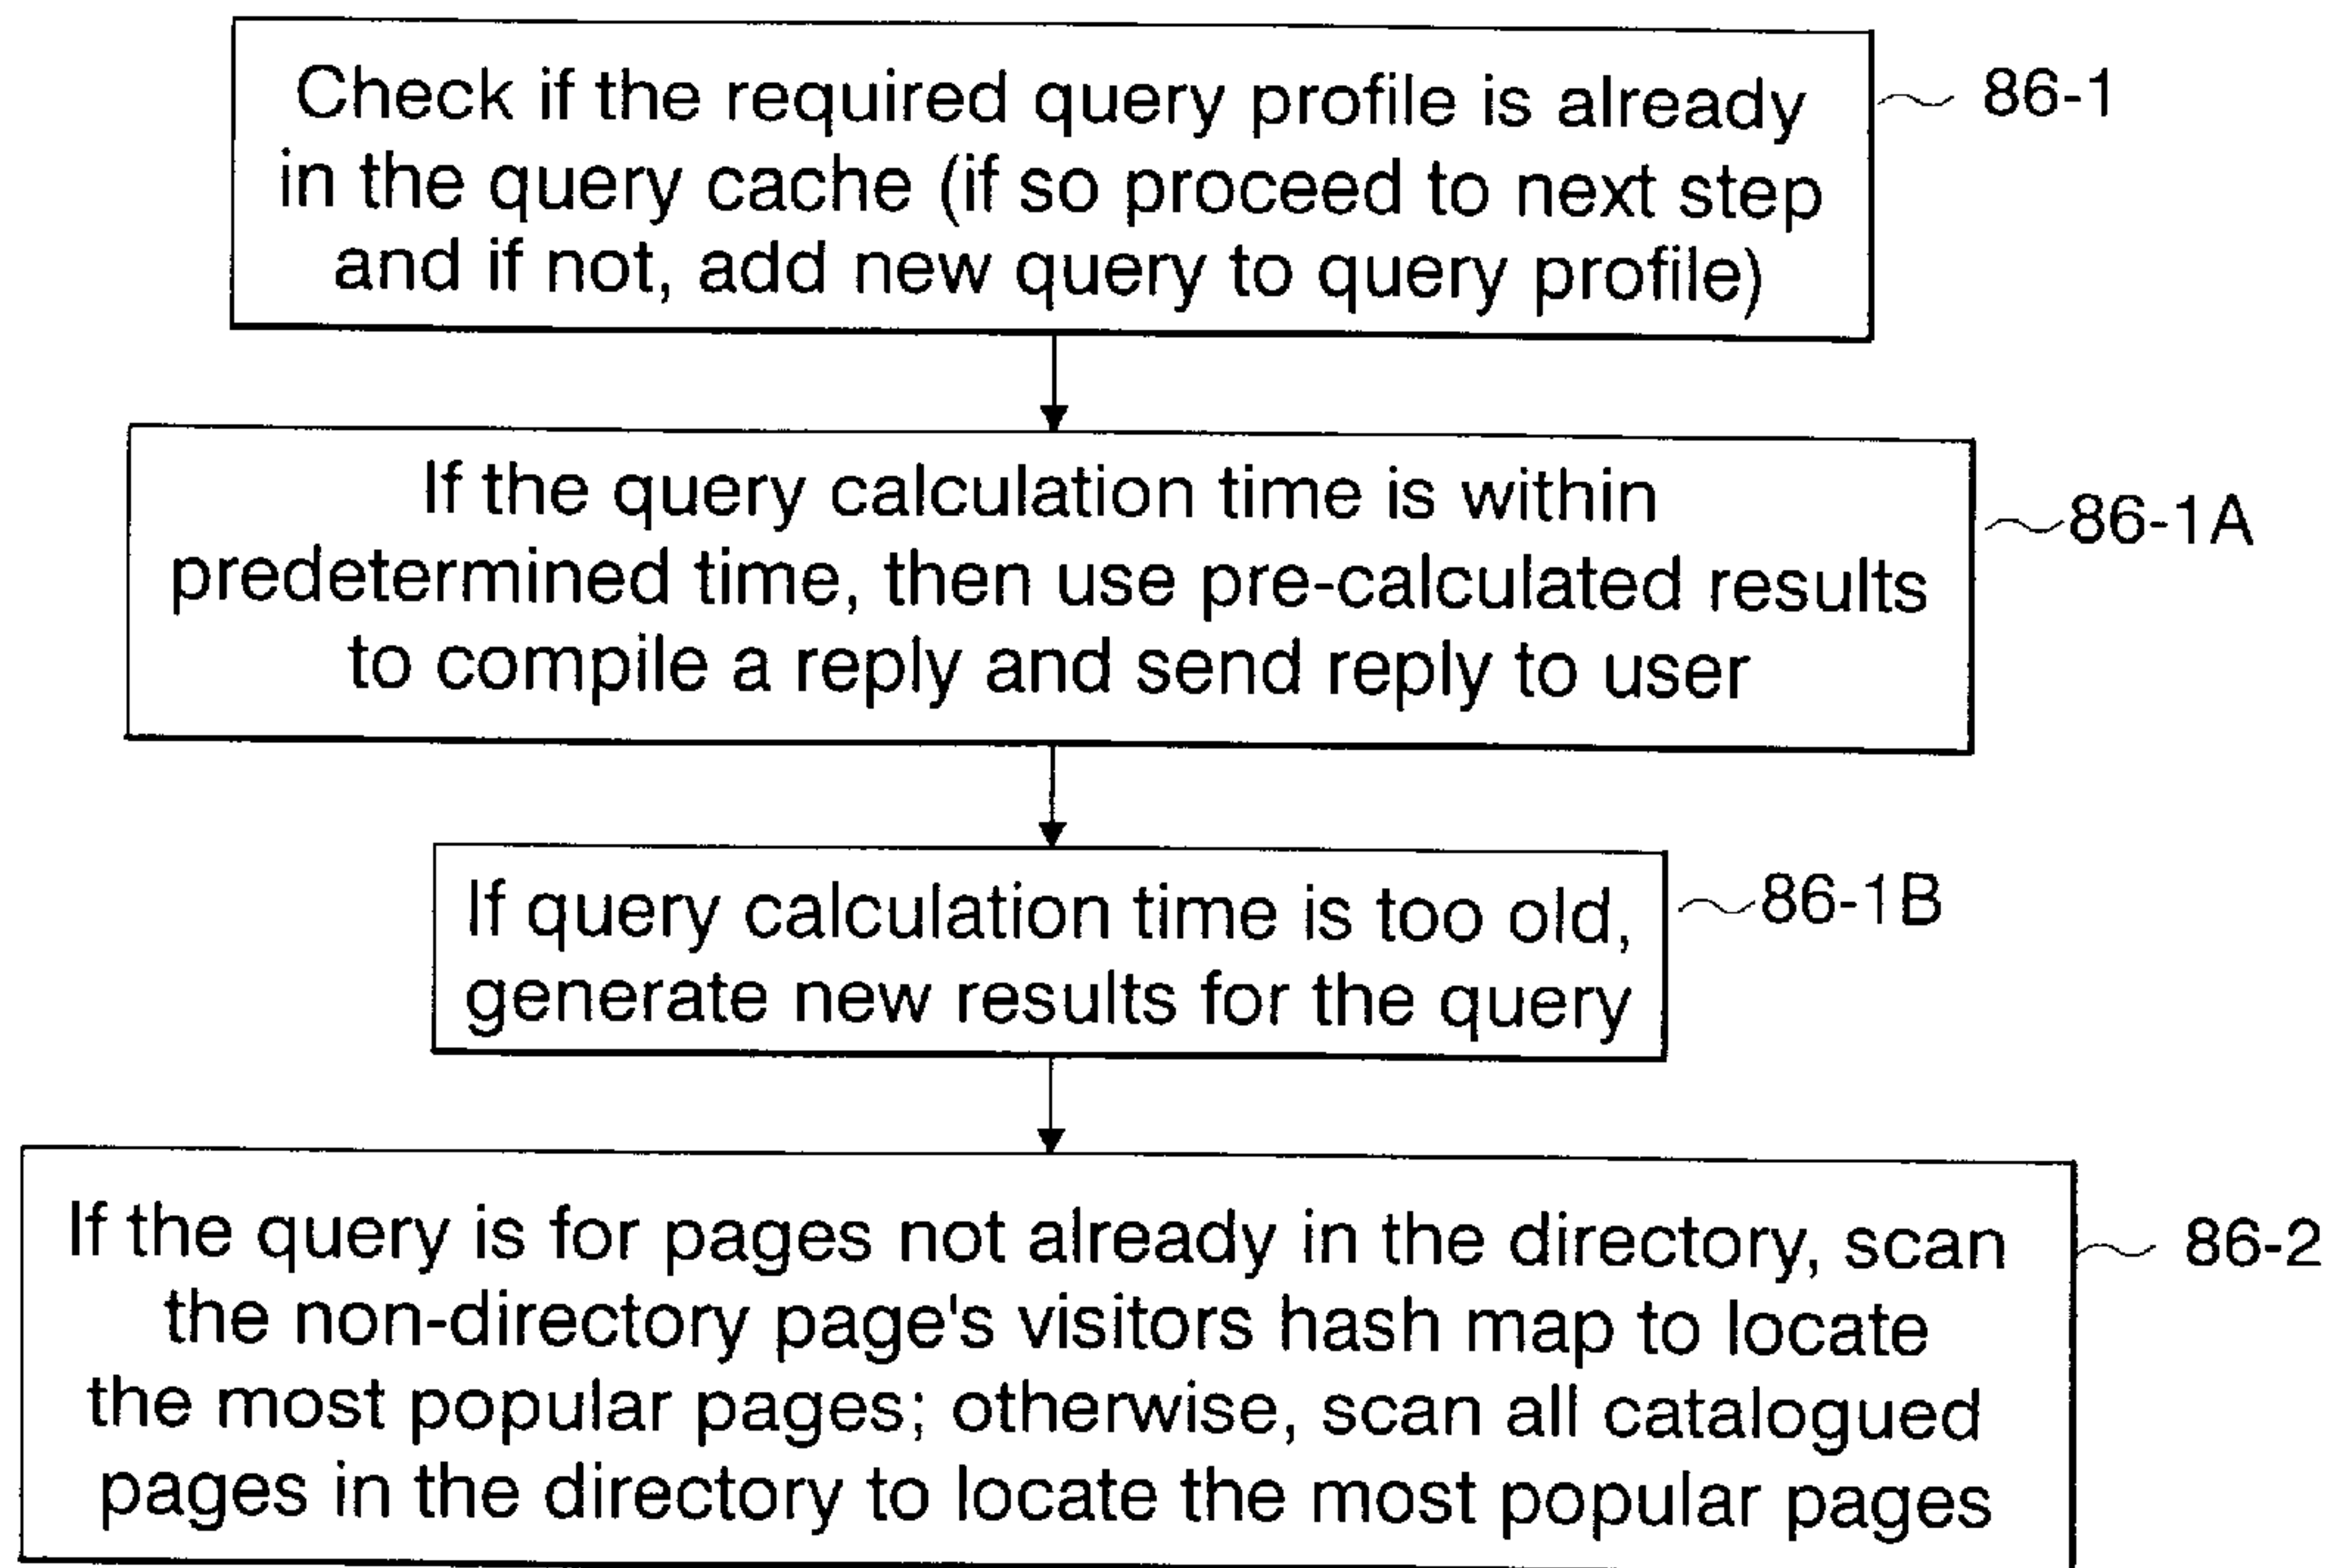 Check if the required query profile is already
in the query cache (if so proceed to next step
and if not, add new query to query profile)
86-1
If the query calculation time is within
predetermined time, then use pre-calculated results
to compile a reply and send reply to user
86-1A
If query calculation time is too old,
generate new results for the query
86-1B
If the query is for pages not already in the directory, scan
the non-directory page's visitors hash map to locate
the most popular pages; otherwise, scan all catalogued
pages in the directory to locate the most popular pages
86-2